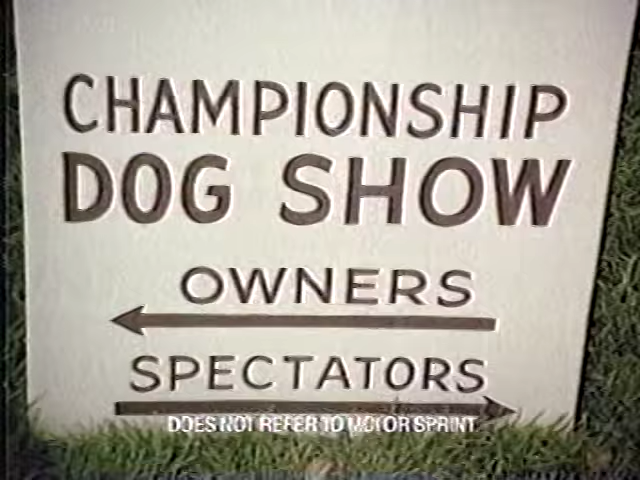 CHAMPIONSHIP
DOG SHOW
OWNERS
SPECTATORS
DOES NOT REFER TO MOTOR SPRINT